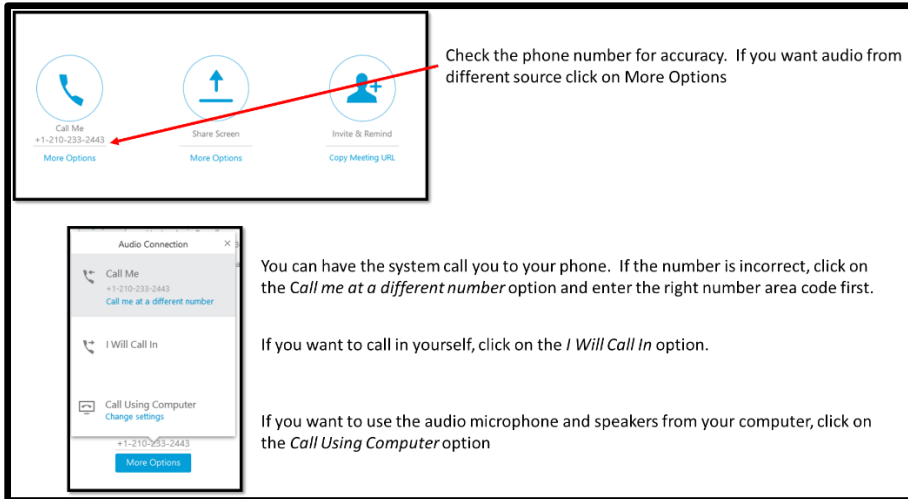 Check the phone number for accuracy. If you want audio from
different source click on More Options
Call Me
+1-210-233-2443
More Options
Share Screen
More Options
Invite & Remind
Copy Meeting URL
Audio Connection ×
Call Me
+1-210-233-2443
Call me at a different number
I Will Call In
Call Using Computer
Change settings
+1-210-233-2443
More Options
You can have the system call you to your phone. If the number is incorrect, click on
the Call me at a different number option and enter the right number area code first.
If you want to call in yourself, click on the I Will Call In option.
If you want to use the audio microphone and speakers from your computer, click on
the Call Using Computer option